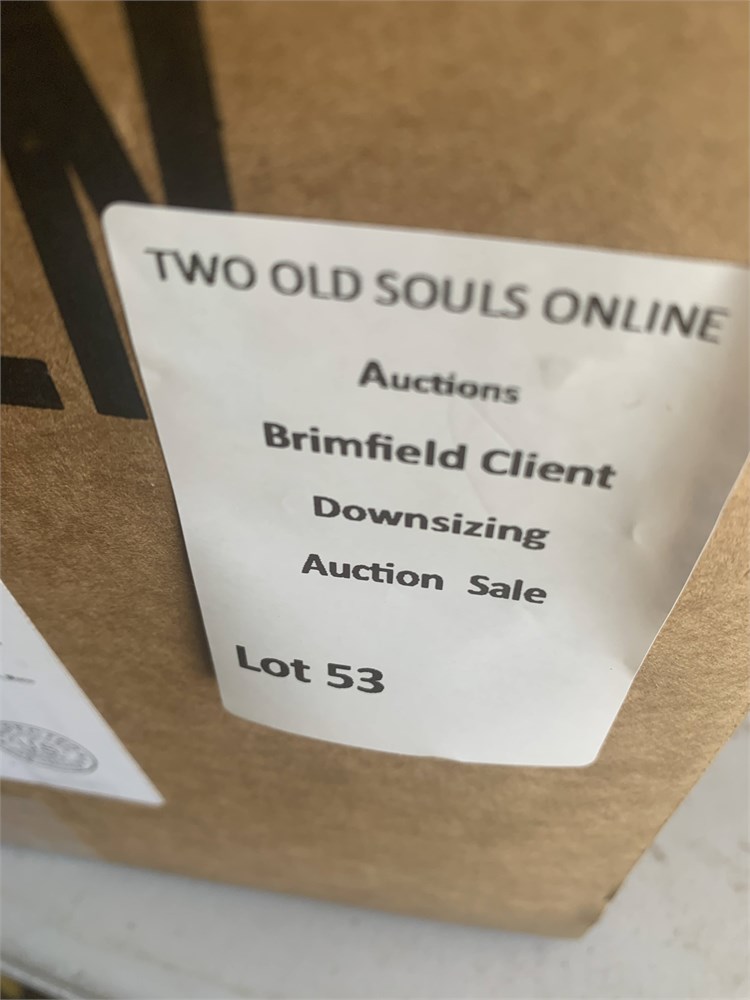 TWO OLD SOULS ONLINE
Auctions
Brimfield Client
Downsizing
Auction Sale
Lot 53